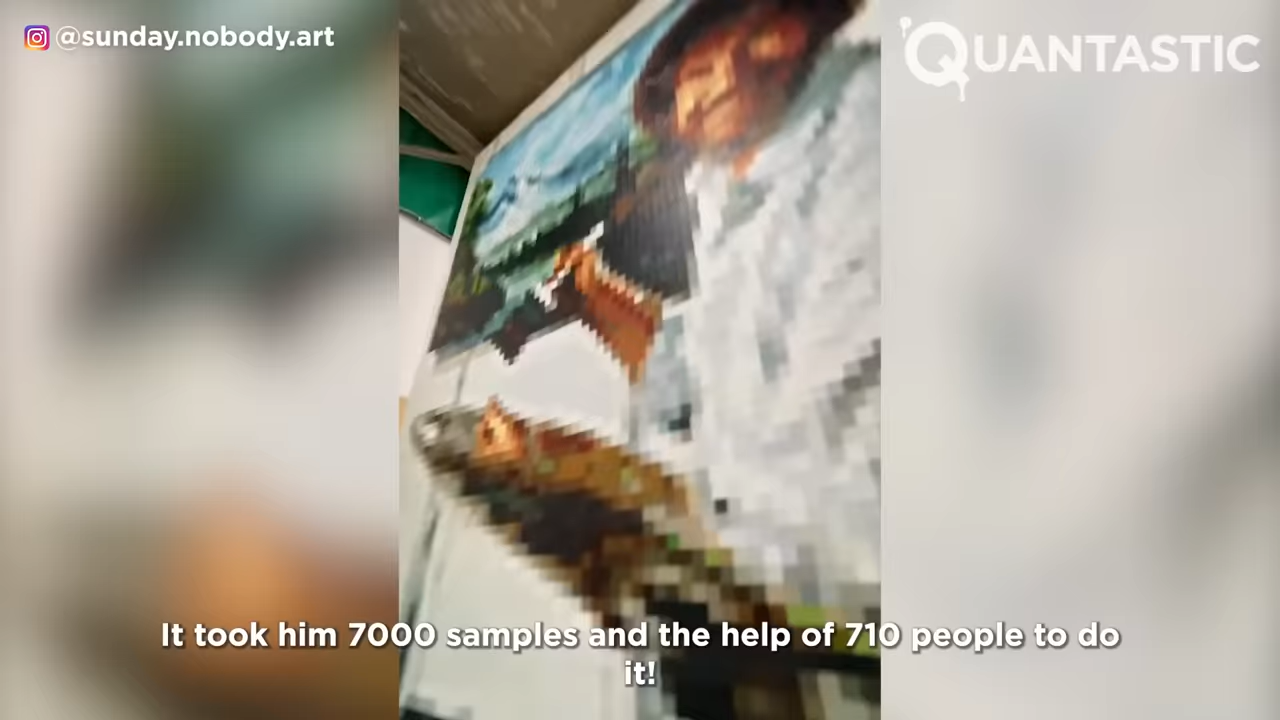 @sunday.nobody.art
QUANTASTIC
It took him 7000 samples and the help of 710 people to do
it!